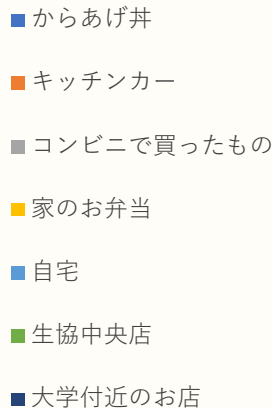 からあげ丼
キッチンカー
コンビニで買ったもの
家のお弁当
自宅
生協中央店
大学付近のお店